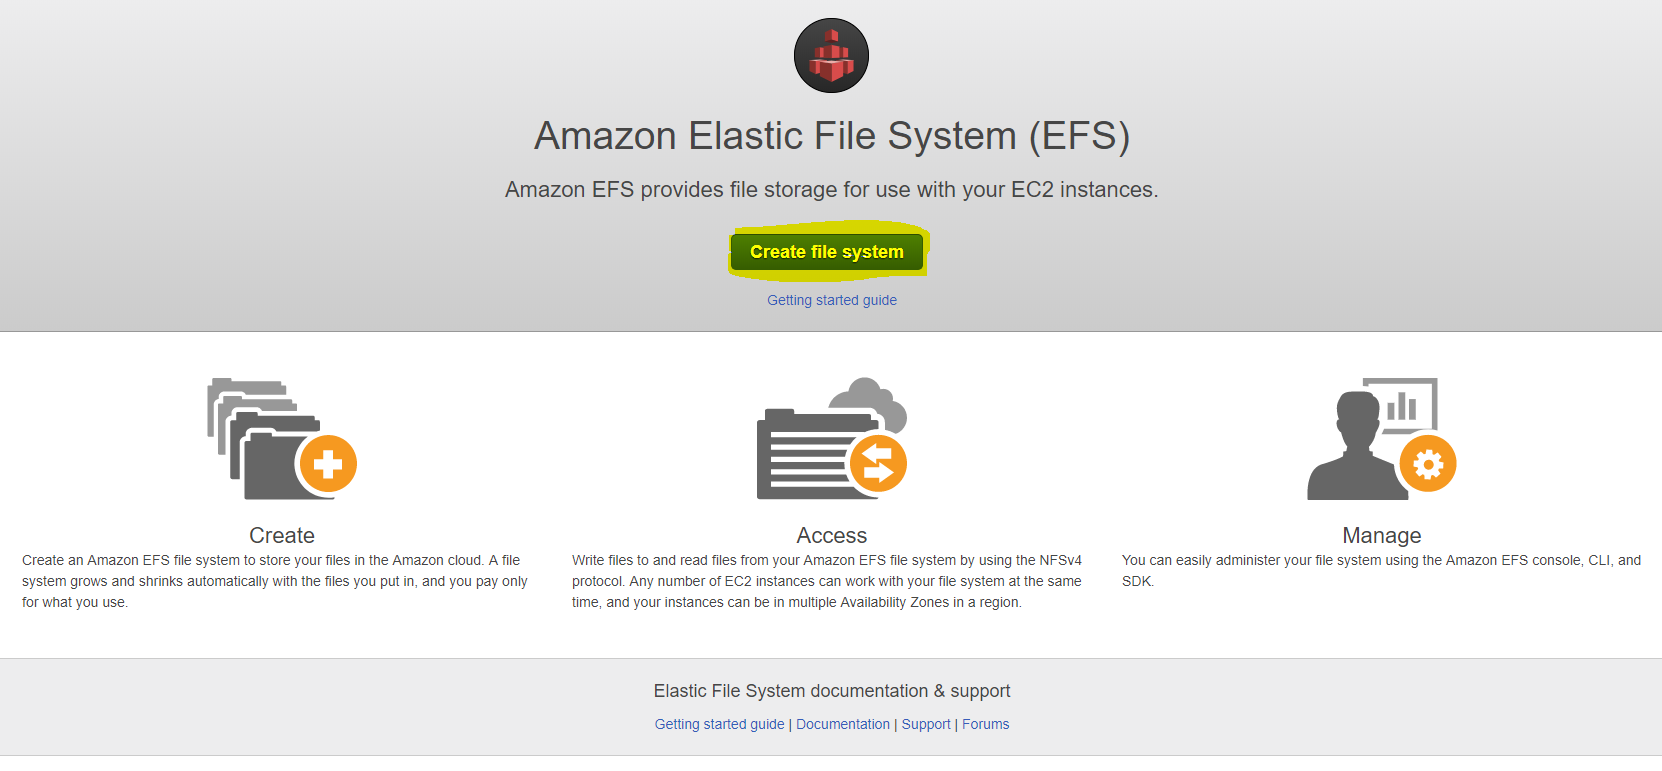 Amazon Elastic File System (EFS)
Amazon EFS provides file storage for use with your EC2 instances.
Create file system
Getting started guide
Create
Create an Amazon EFS file system to store your files in the Amazon cloud. A file
system grows and shrinks automatically with the files you put in, and you pay only
for what you use.
Access
Write files to and read files from your Amazon EFS file system by using the NFSv4
protocol. Any number of EC2 instances can work with your file system at the same
time, and your instances can be in multiple Availability Zones in a region.
Manage
You can easily administer your file system using the Amazon EFS console, CLI, and
SDK.
Elastic File System documentation & support
Getting started guide | Documentation | Support | Forums